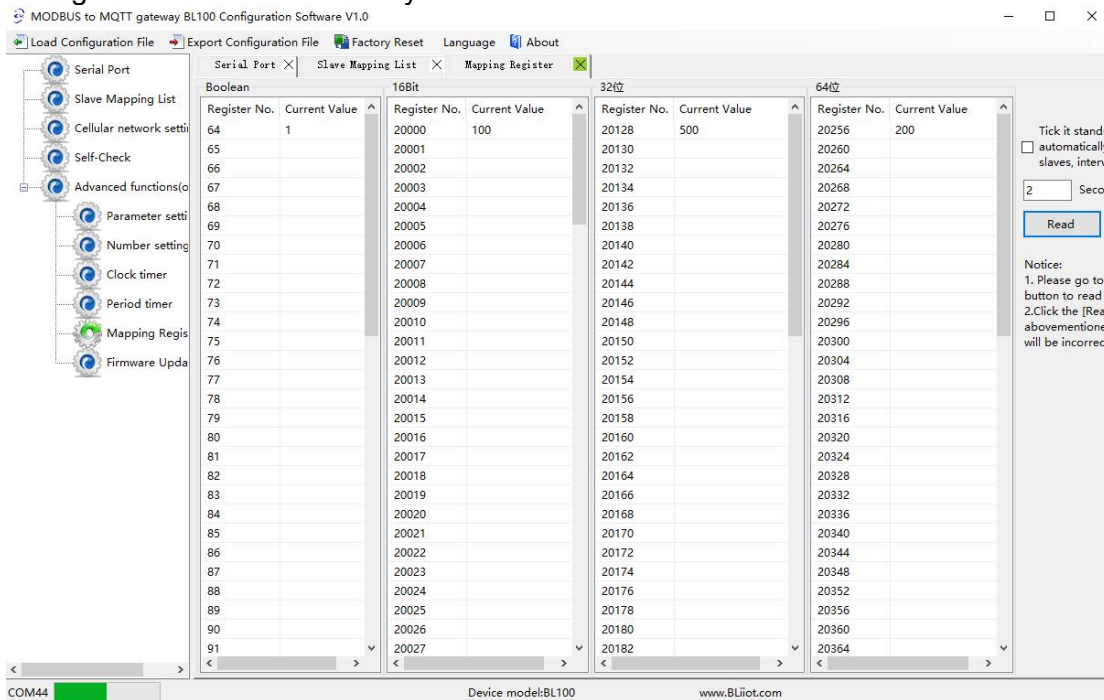 MODBUS to MQTT gateway BL100 Configuration Software V1.0
Load Configuration File Export Configuration File Factory Reset Language About
Serial Port
Slave Mapping List
Cellular network setti
Self-Check
Advanced functions(o
Parameter setti
Number setting
Clock timer
Period timer
Mapping Regis
Firmware Upda
Serial Port Slave Mapping List Mapping Register
Boolean 16Bit 32位 64位
Register No. Current Value Register No. Current Value Register No. Current Value Register No. Current Value
64 1 20000 100 20128 500 20256 200
65 20001 20130 20260
66 20002 20132 20264
67 20003 20134 20268
68 20004 20136 20272
69 20005 20138 20276
70 20006 20140 20280
71 20007 20142 20284
72 20008 20144 20288
73 20009 20146 20292
74 20010 20148 20296
75 20011 20150 20300
76 20012 20152 20304
77 20013 20154 20308
78 20014 20156 20312
79 20015 20158 20316
80 20016 20160 20320
81 20017 20162 20324
82 20018 20164 20328
83 20019 20166 20332
84 20020 20168 20336
85 20021 20170 20340
86 20022 20172 20344
87 20023 20174 20348
88 20024 20176 20352
89 20025 20178 20356
90 20026 20180 20360
91 20027 20182 20364
Tick it stand
automatically
slaves, interv
2 Seco
Read
Notice:
1. Please go to
button to read
2.Click the [Rea
abovementione
will be incorrec
COM44 Device model:BL100 www.BLiiot.com